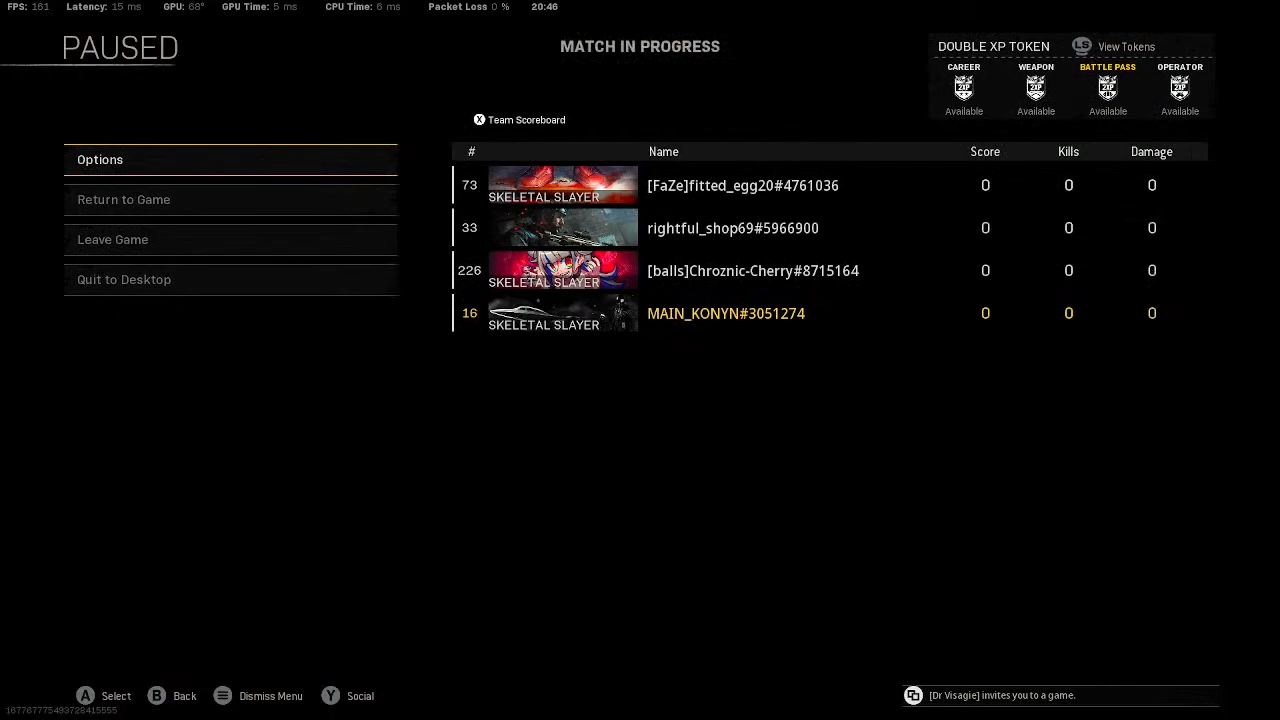 FPS: 161 Latency: 15 ms GPU: 68° GPU Time: 5 ms CPU Time: 6 ms Packet Loss 0 % 20:46
PAUSED
MATCH IN PROGRESS
DOUBLE XP TOKEN LS View Tokens
CAREER WEAPON BATTLE PASS OPERATOR
2XP 2XP 2XP 2XP
Available Available Available Available
X Team Scoreboard
Options
Return to Game
Leave Game
Quit to Desktop
# Name Score Kills Damage
73 SKELETAL SLAYER [FaZe]fitted_egg20#4761036 0 0 0
33 rightful_shop69#5966900 0 0 0
226 SKELETAL SLAYER [balls]Chroznic-Cherry#8715164 0 0 0
16 SKELETAL SLAYER MAIN_KONYN#3051274 0 0 0
A Select B Back Dismiss Menu Y Social
[Dr Visagie] invites you to a game.